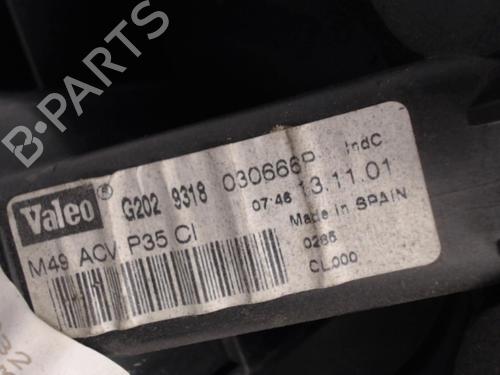 B-PARTS
Valeo ® G202 9318 030666P IndC
07:46 13.11.01
M49 ACV P35 CI
Made in SPAIN
0285
CL000